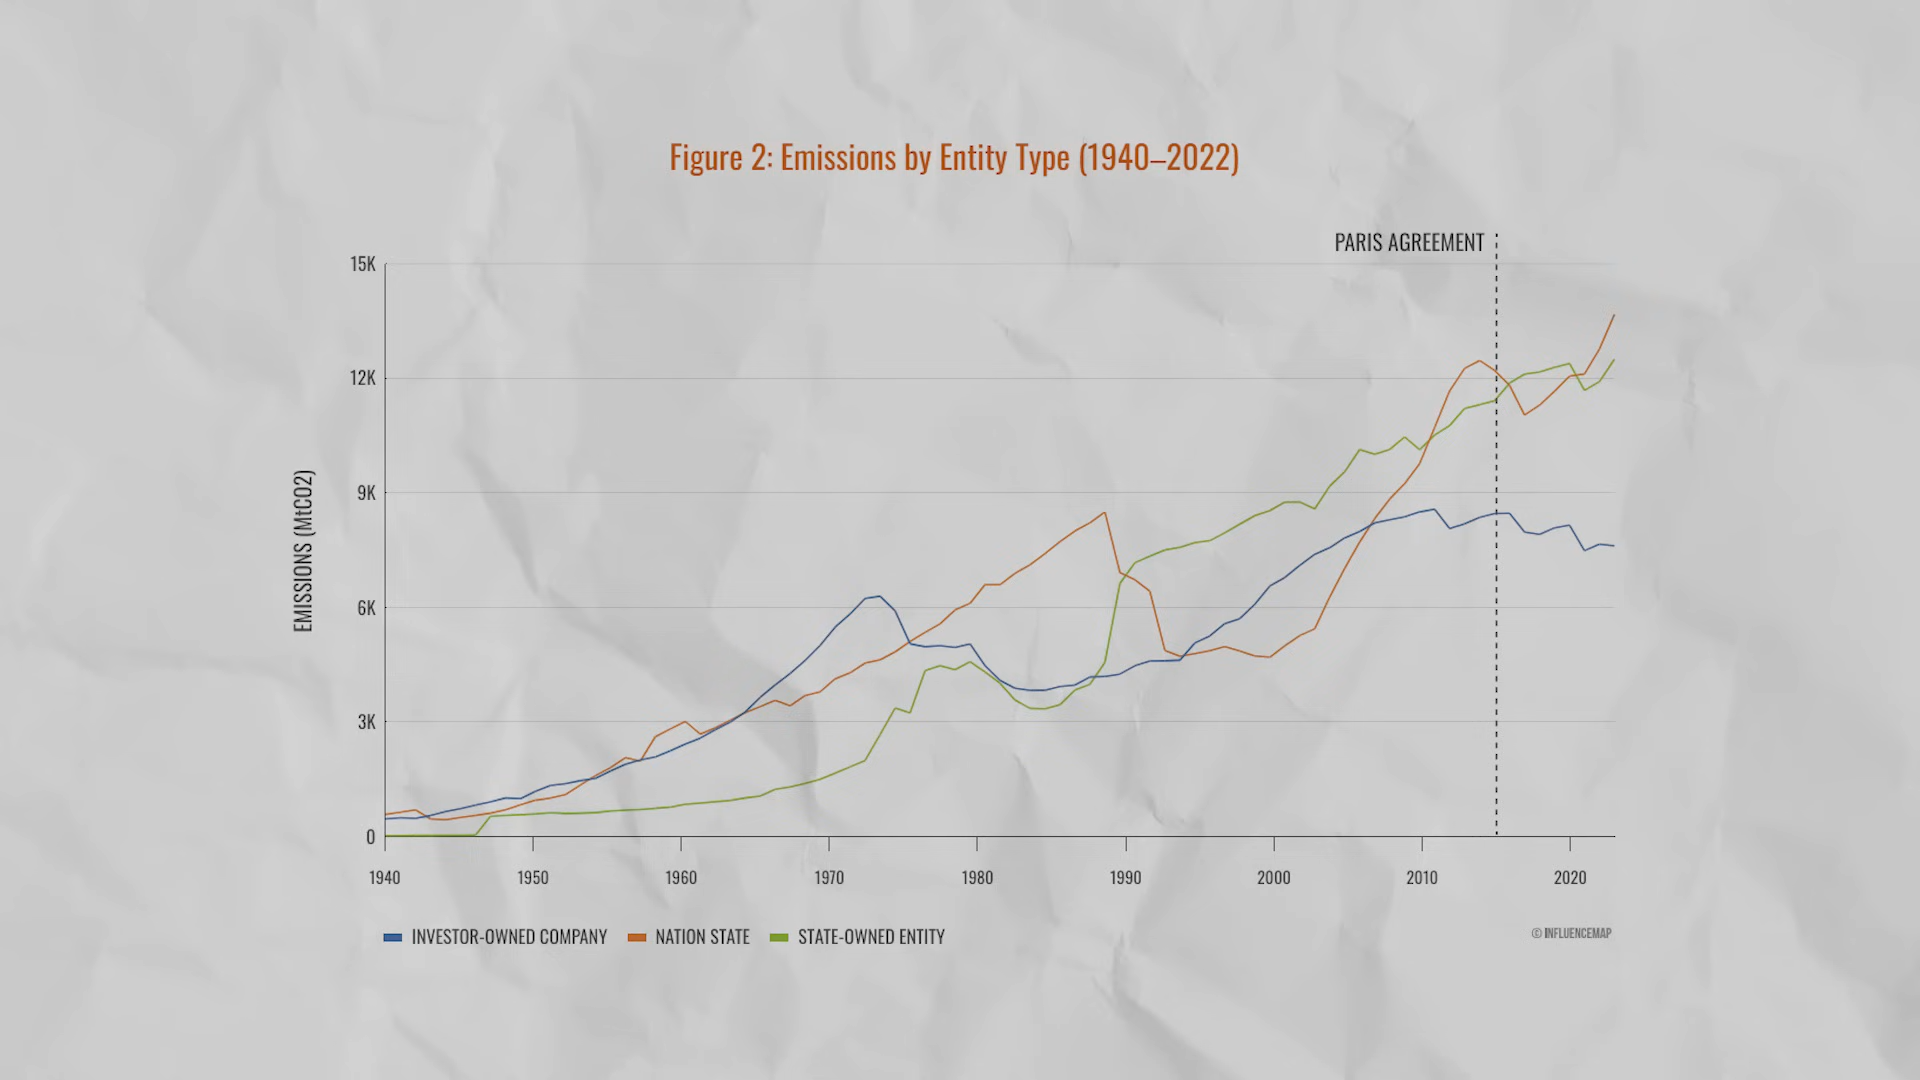 Figure 2: Emissions by Entity Type (1940–2022)
PARIS AGREEMENT
15K
12K
9K
6K
3K
0
EMISSIONS (MtCO2)
1940 1950 1960 1970 1980 1990 2000 2010 2020
INVESTOR-OWNED COMPANY NATION STATE STATE-OWNED ENTITY
© INFLUENCEMAP